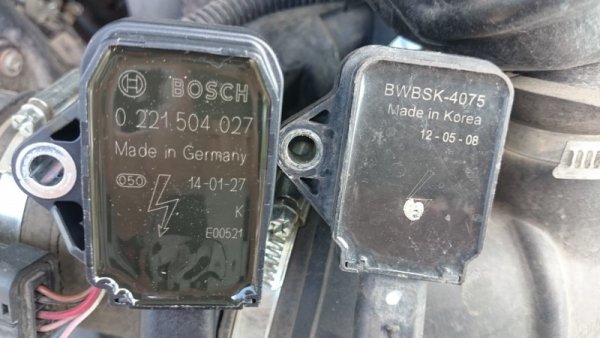 BOSCH
0.221.504.027
Made in Germany
050 14-01-27
K
E00521
BWBSK-4075
Made in Korea
12-05-08